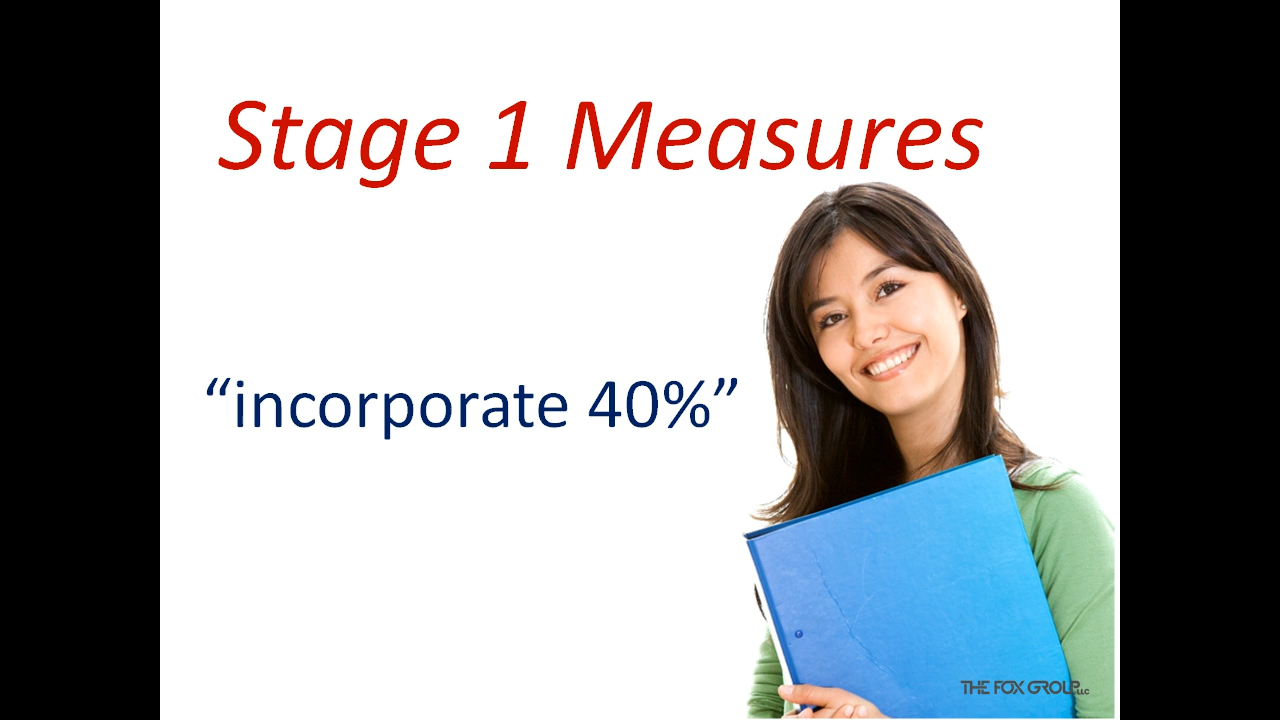 Stage 1 Measures
“incorporate 40%”
THE FOX GROUP, LLC